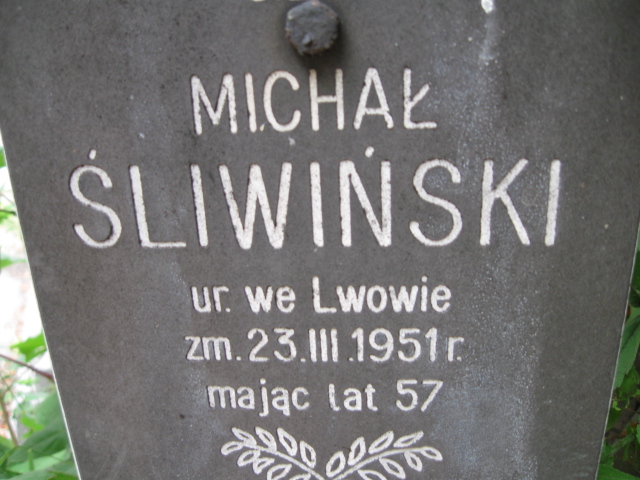 MICHAŁ
ŚLIWIŃSKI
ur. we Lwowie
zm. 23.III.1951 r.
mając lat 57